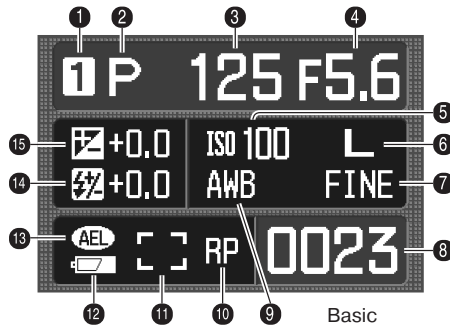 1 2 3 4
1 P 125 F5.6
5
15 +0.0 ISO 100 L 6
14 +0.0 AWB FINE 7
13 AEL RP 0023 8
12 11 10 9
Basic